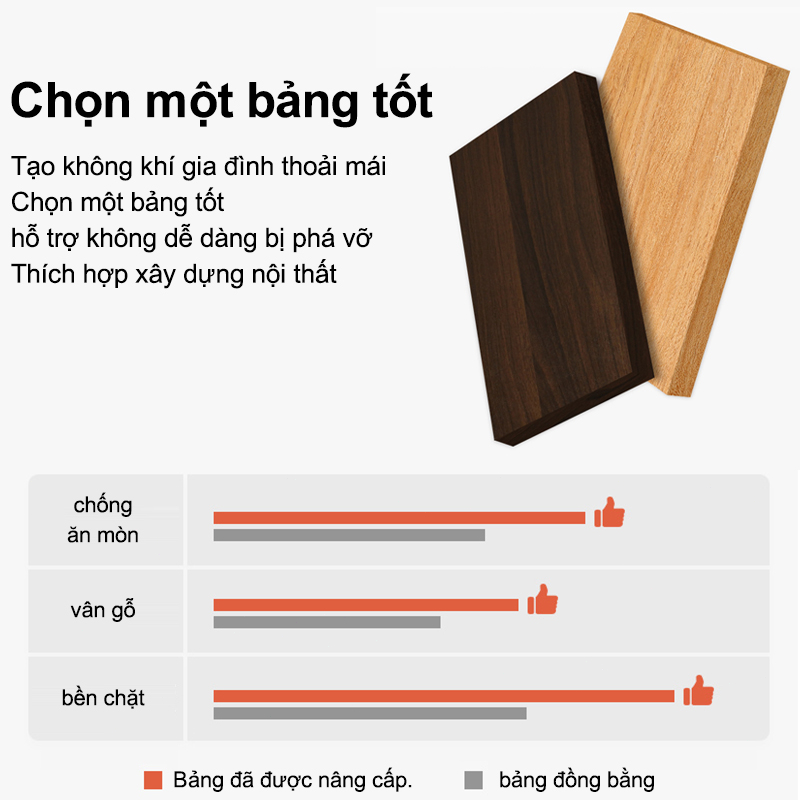 Chọn một bảng tốt
Tạo không khí gia đình thoải mái
Chọn một bảng tốt
hỗ trợ không dễ dàng bị phá vỡ
Thích hợp xây dựng nội thất
chống
ăn mòn
vân gỗ
bền chặt
Bảng đã được nâng cấp.
bảng đồng bằng